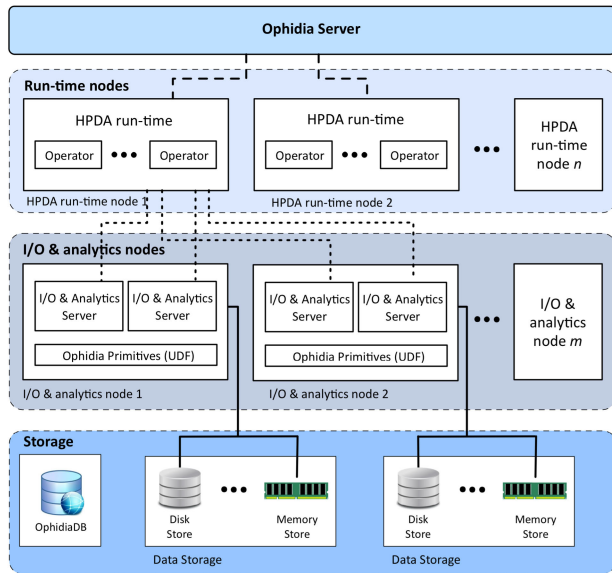 Ophidia Server
Run-time nodes
HPDA run-time
Operator
Operator
HPDA run-time node 1
HPDA run-time
Operator
Operator
HPDA run-time node 2
HPDA
run-time
node n
I/O & analytics nodes
I/O & Analytics
Server
I/O & Analytics
Server
Ophidia Primitives (UDF)
I/O & analytics node 1
I/O & Analytics
Server
I/O & Analytics
Server
Ophidia Primitives (UDF)
I/O & analytics node 2
I/O &
analytics
node m
Storage
OphidiaDB
Disk
Store
Memory
Store
Data Storage
Disk
Store
Memory
Store
Data Storage